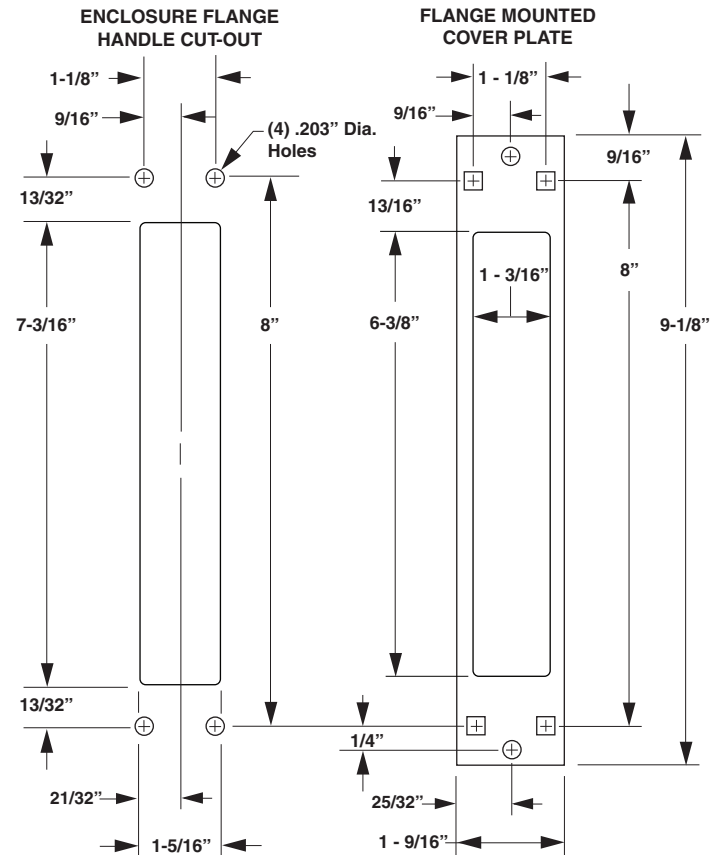 ENCLOSURE FLANGE
HANDLE CUT-OUT
1-1/8”
9/16”
(4) .203” Dia.
Holes
13/32”
7-3/16”
8”
13/32”
21/32”
1-5/16”
FLANGE MOUNTED
COVER PLATE
1 - 1/8”
9/16”
9/16”
13/16”
1 - 3/16”
8”
6-3/8”
9-1/8”
1/4”
25/32”
1 - 9/16”